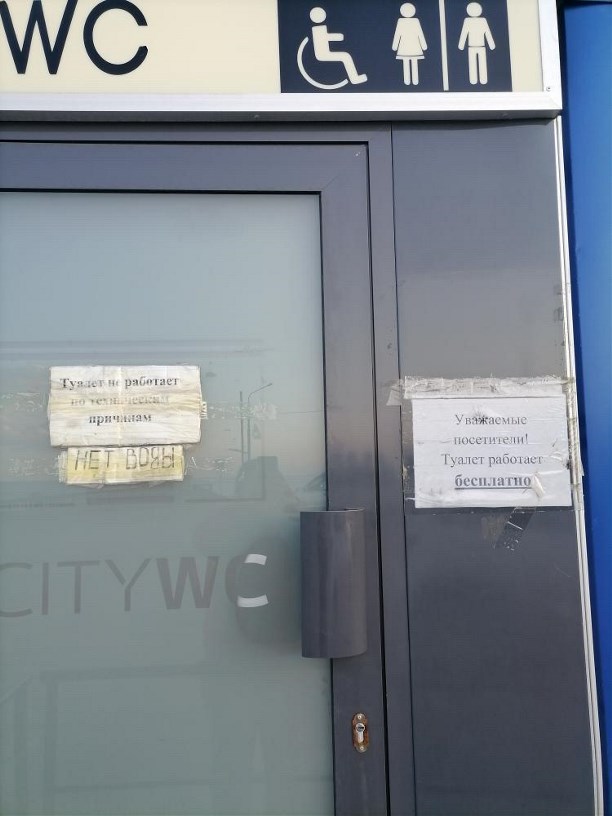 WC
Туалет не работает
по техническим
причинам
НЕТ ВОДЫ
Уважаемые
посетители!
Туалет работает
бесплатно
CITYWC